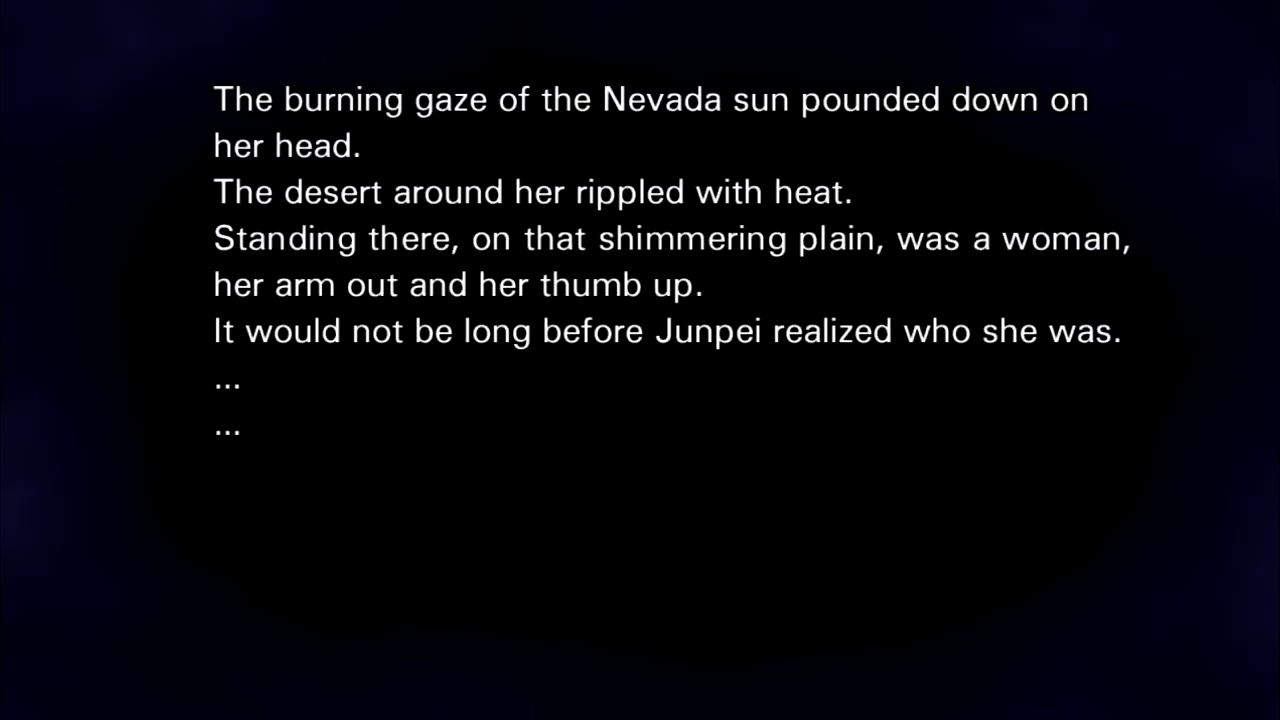 The burning gaze of the Nevada sun pounded down on
her head.
The desert around her rippled with heat.
Standing there, on that shimmering plain, was a woman,
her arm out and her thumb up.
It would not be long before Junpei realized who she was.
...
...